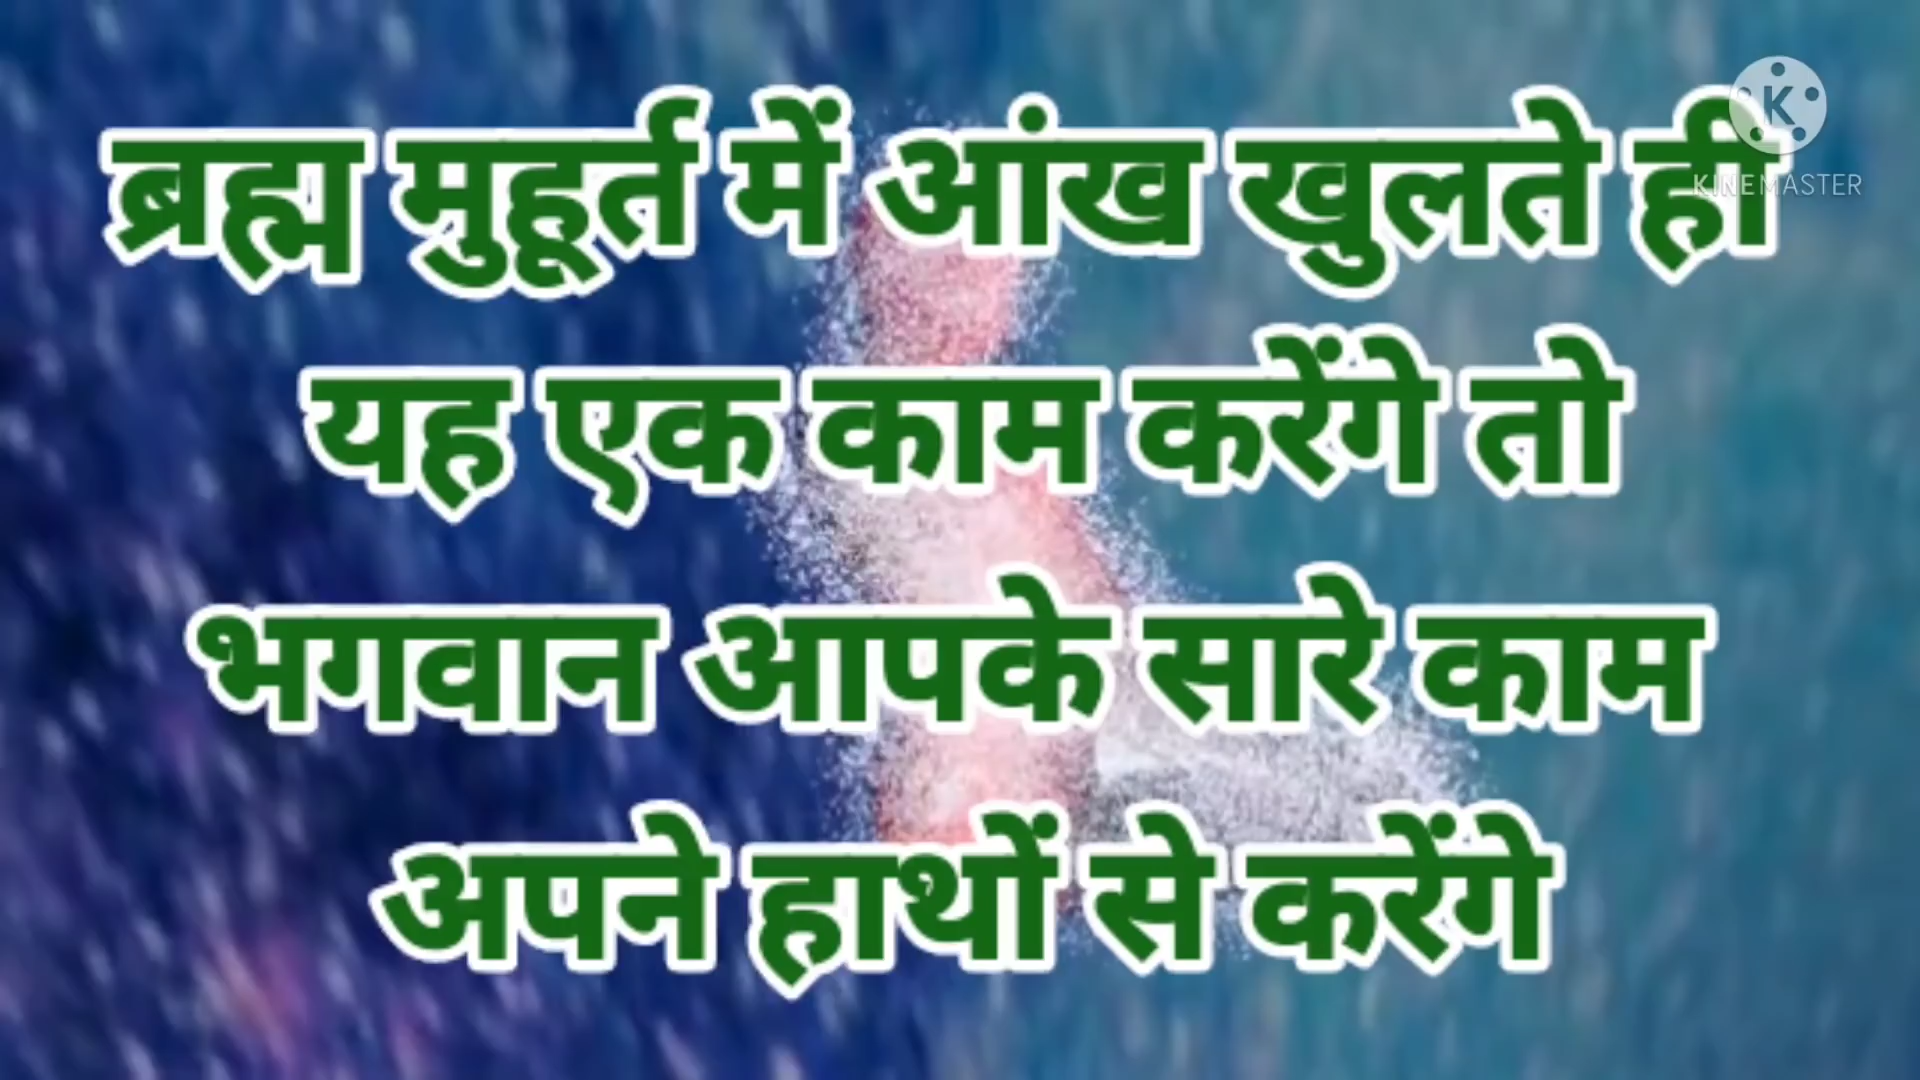 ब्रह्म मुहूर्त में आंख खुलते ही
यह एक काम करेंगे तो
भगवान आपके सारे काम
अपने हाथों से करेंगे
K
KINEMASTER